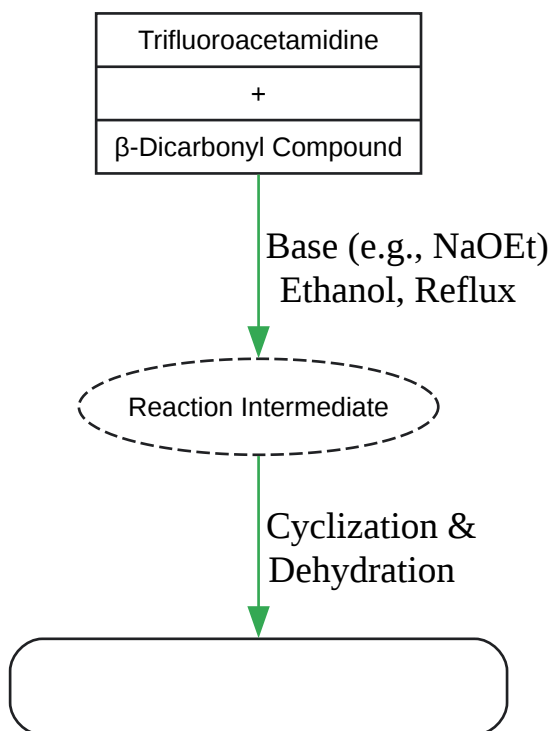 Trifluoroacetamidine
+
β-Dicarbonyl Compound
Base (e.g., NaOEt)
Ethanol, Reflux
Reaction Intermediate
Cyclization &
Dehydration